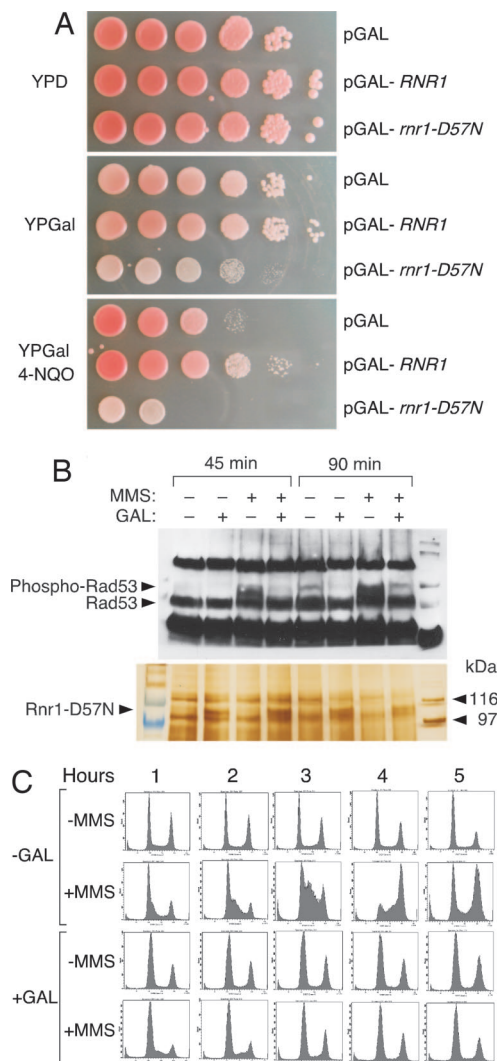 A
YPD
pGAL
pGAL- RNR1
pGAL- rnr1-D57N
YPGal
pGAL
pGAL- RNR1
pGAL- rnr1-D57N
YPGal
4-NQO
pGAL
pGAL- RNR1
pGAL- rnr1-D57N
B
45 min 90 min
MMS: – – + + – – + +
GAL: – + – + – + – +
Phospho-Rad53
Rad53
kDa
Rnr1-D57N
116
97
C
Hours 1 2 3 4 5
-GAL
-MMS
+MMS
+GAL
-MMS
+MMS